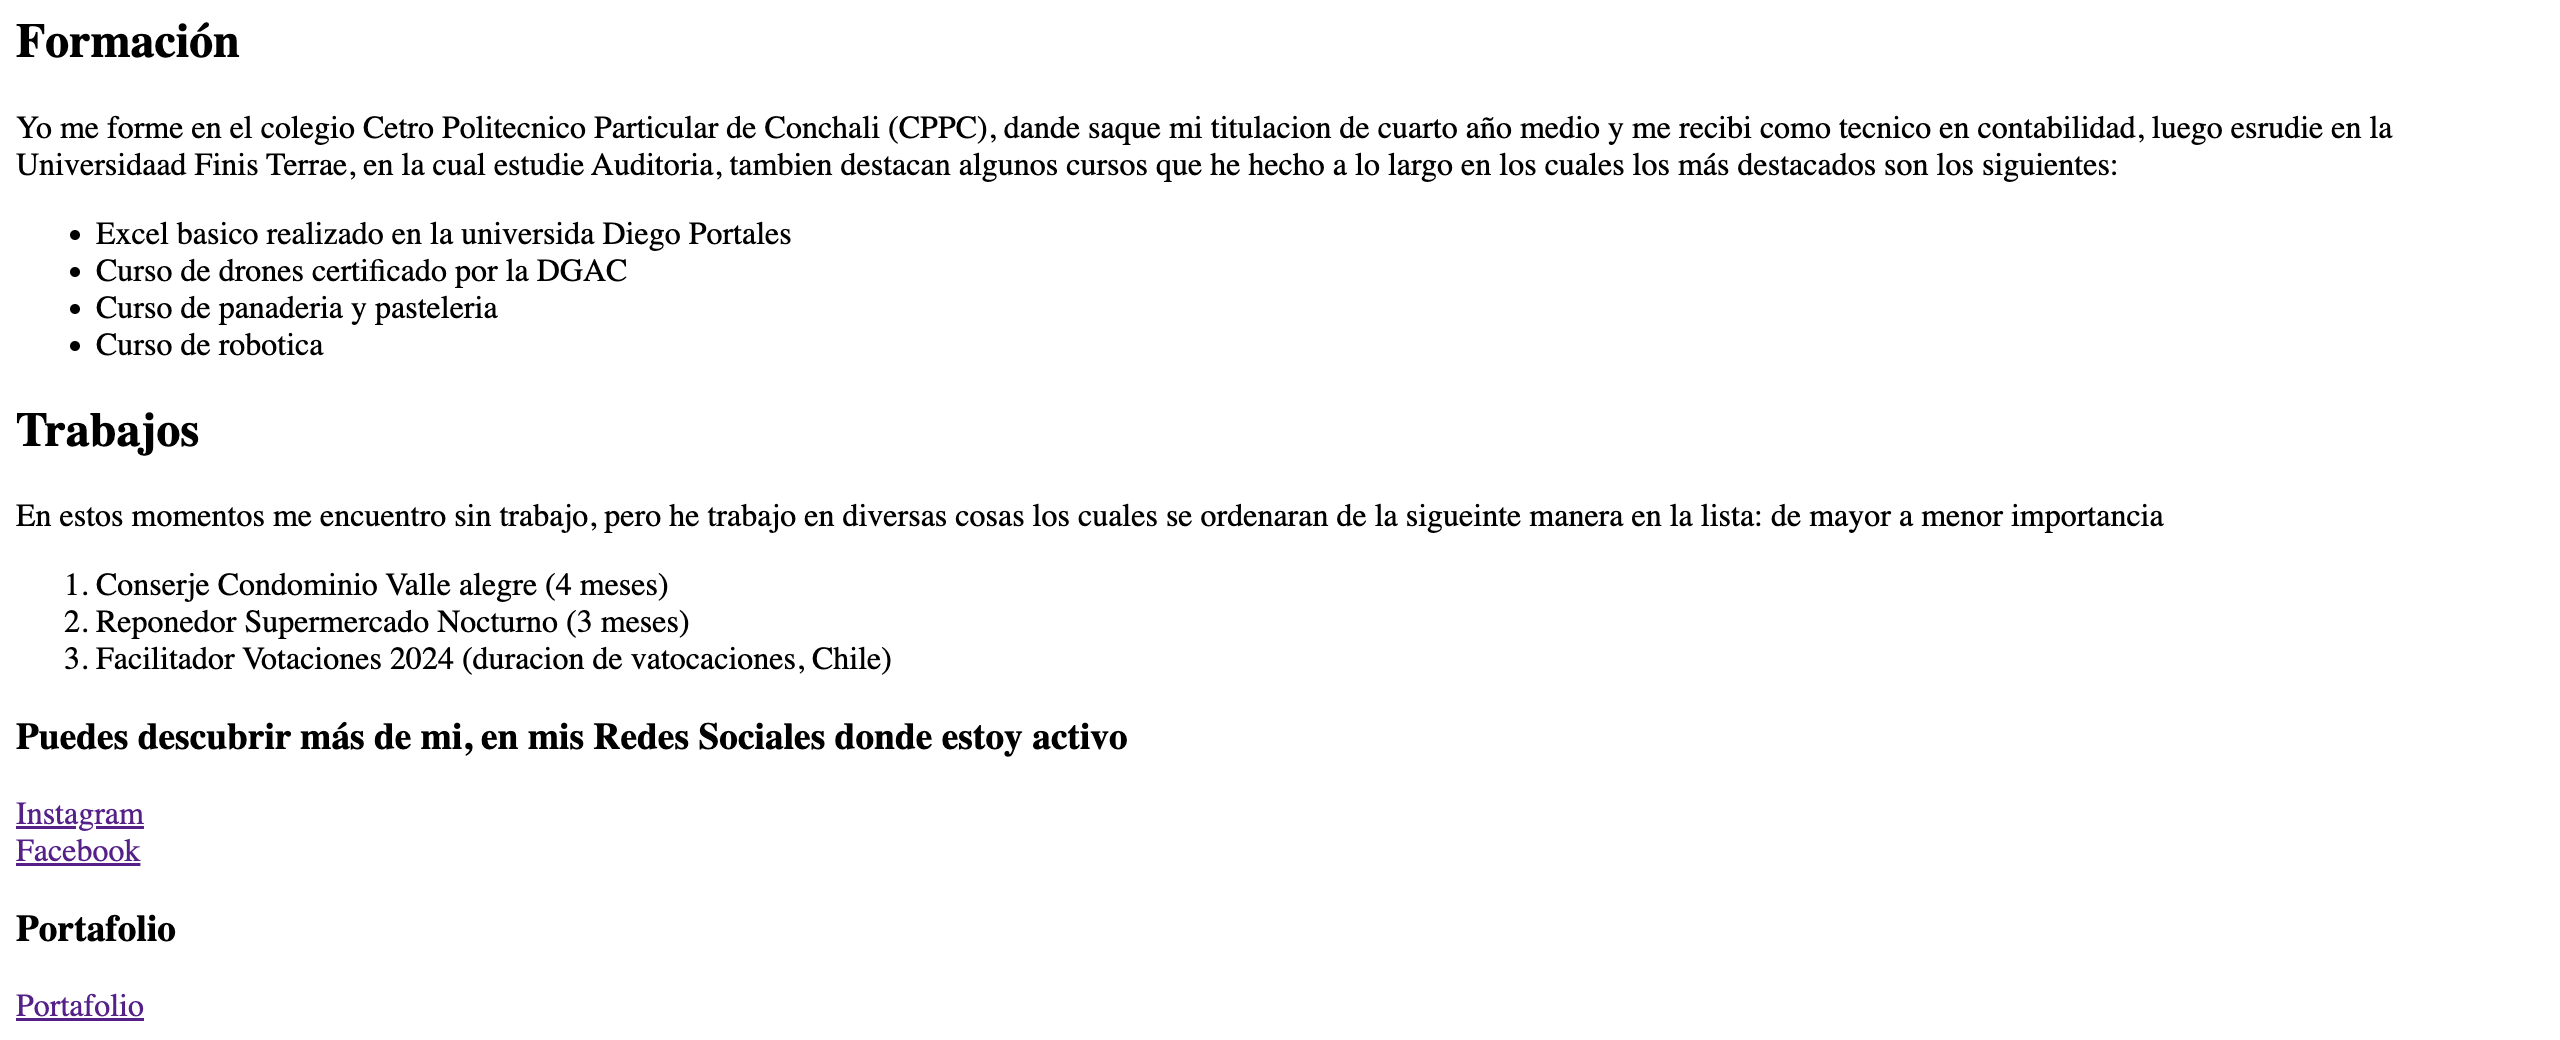 Formación
Yo me forme en el colegio Cetro Politecnico Particular de Conchali (CPPC), dande saque mi titulacion de cuarto año medio y me recibi como tecnico en contabilidad, luego esrudie en la
Universidaad Finis Terrae, en la cual estudie Auditoria, tambien destacan algunos cursos que he hecho a lo largo en los cuales los más destacados son los siguientes:
• Excel basico realizado en la universida Diego Portales
• Curso de drones certificado por la DGAC
• Curso de panaderia y pasteleria
• Curso de robotica
Trabajos
En estos momentos me encuentro sin trabajo, pero he trabajo en diversas cosas los cuales se ordenaran de la sigueinte manera en la lista: de mayor a menor importancia
1. Conserje Condominio Valle alegre (4 meses)
2. Reponedor Supermercado Nocturno (3 meses)
3. Facilitador Votaciones 2024 (duracion de vatocaciones, Chile)
Puedes descubrir más de mi, en mis Redes Sociales donde estoy activo
Instagram
Facebook
Portafolio
Portafolio